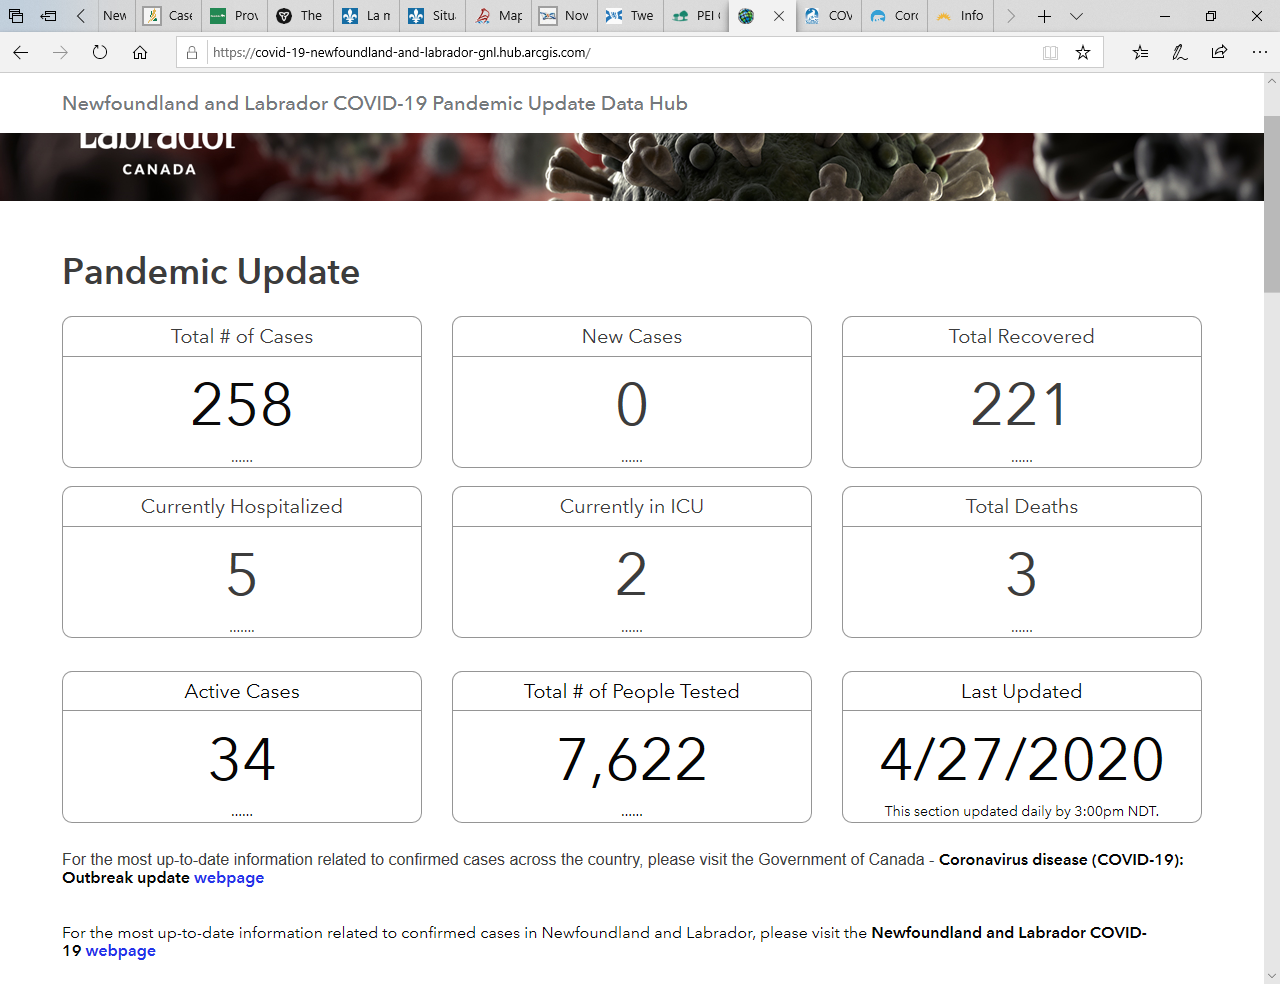 New
Case
Prov
The
La n
Situ
Map
Nov
Twe
PEI
COV
Corc
Info
https://covid-19-newfoundland-and-labrador-gnl.hub.arcgis.com/
Newfoundland and Labrador COVID-19 Pandemic Update Data Hub
Labrador
CANADA
Pandemic Update
Total # of Cases
258
......
New Cases
0
......
Total Recovered
221
......
Currently Hospitalized
5
.......
Currently in ICU
2
......
Total Deaths
3
......
Active Cases
34
......
Total # of People Tested
7,622
......
Last Updated
4/27/2020
This section updated daily by 3:00pm NDT.
For the most up-to-date information related to confirmed cases across the country, please visit the Government of Canada - Coronavirus disease (COVID-19):
Outbreak update webpage
For the most up-to-date information related to confirmed cases in Newfoundland and Labrador, please visit the Newfoundland and Labrador COVID-
19 webpage